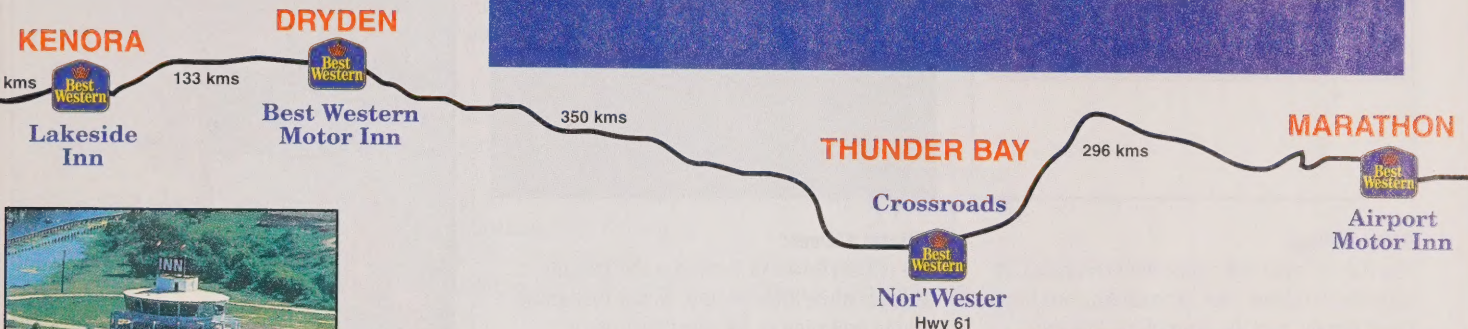 KENORA
DRYDEN
kms
Best
Western
133 kms
Best
Western
Lakeside
Inn
Best Western
Motor Inn
350 kms
THUNDER BAY
296 kms
MARATHON
Best
Western
Crossroads
Best
Western
Nor'Wester
Hwy 61
Airport
Motor Inn
INN